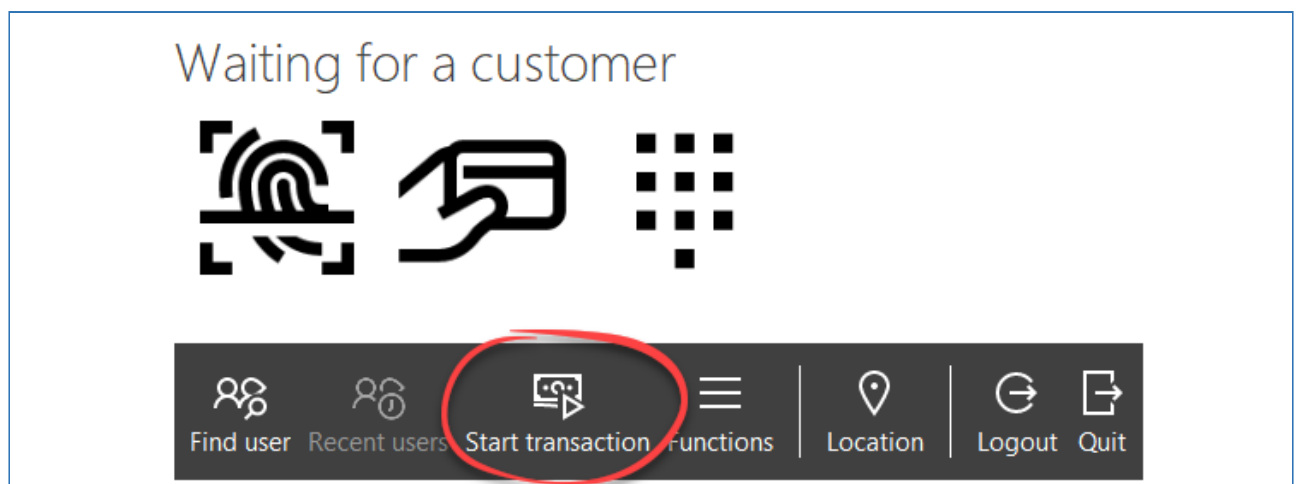 Waiting for a customer
Find user Recent users Start transaction Functions Location Logout Quit